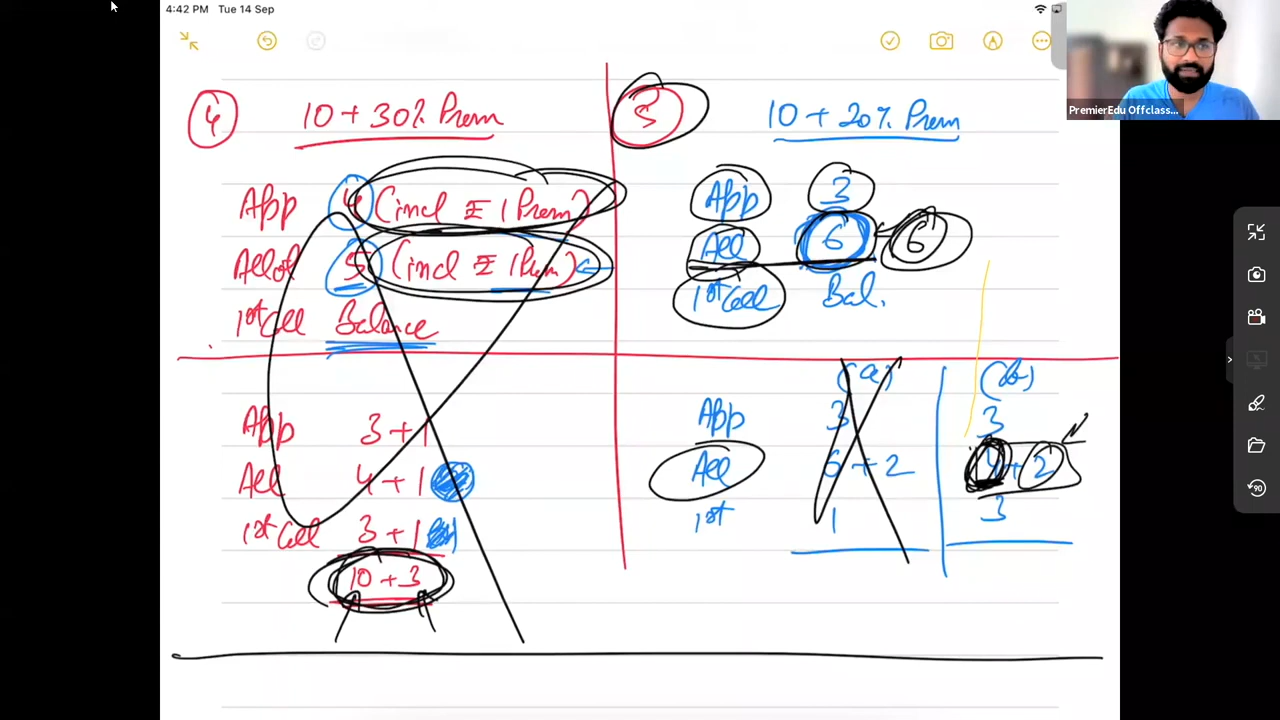 4:42 PM Tue 14 Sep
PremierEdu Offclass...
4
10 + 30% Prem
App 4 (incl ₹ 1 Prem)
Allot 5 (incl ₹ 1 Prem)
1st Call Balance
App 3 + 1
All 4 + 1
1st Call 3 + 1
10 + 3
5
10 + 20% Prem
App 3
All 6 6
1st Call Bal.
(a) (b)
App 3 3
All 6 + 2 4 + 2
1st 1 3
90